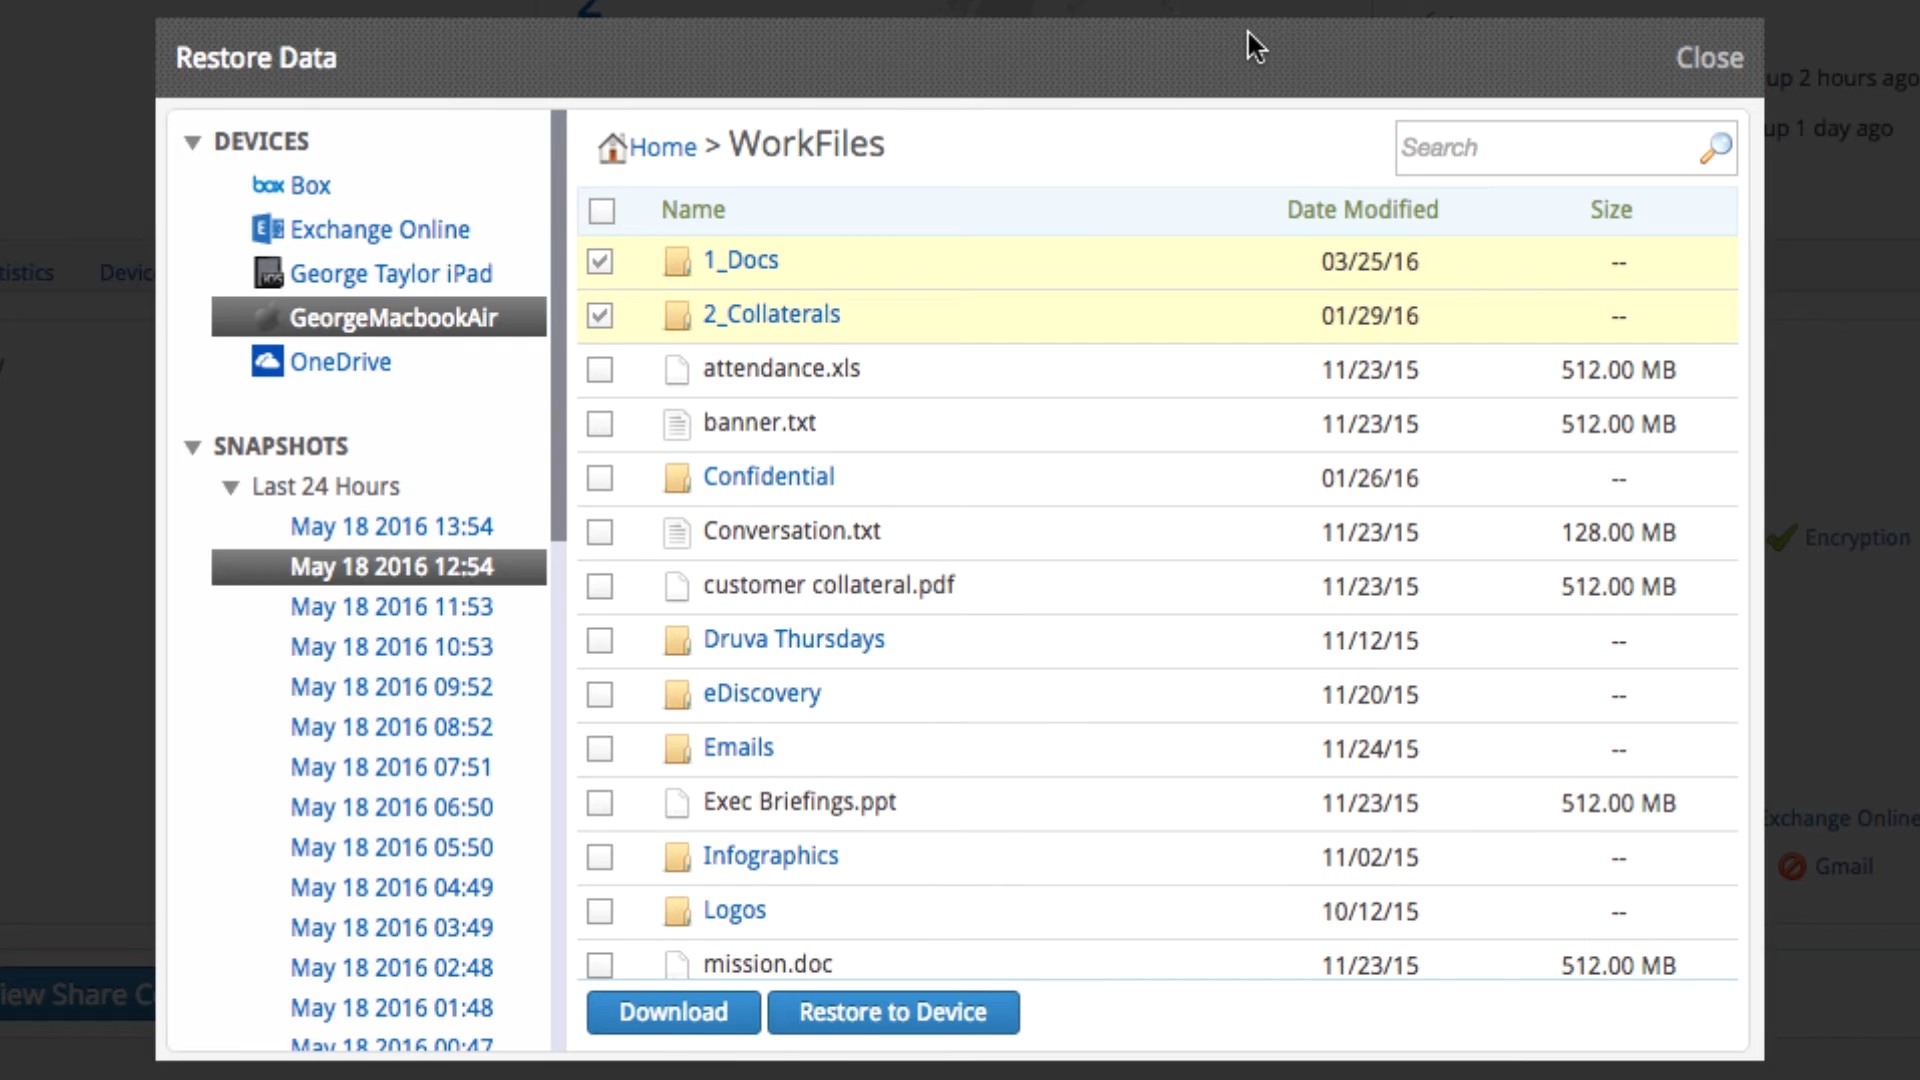 Restore Data
Close
up 2 hours ago
up 1 day ago
DEVICES
box Box
Exchange Online
George Taylor iPad
GeorgeMacbookAir
OneDrive
SNAPSHOTS
Last 24 Hours
May 18 2016 13:54
May 18 2016 12:54
May 18 2016 11:53
May 18 2016 10:53
May 18 2016 09:52
May 18 2016 08:52
May 18 2016 07:51
May 18 2016 06:50
May 18 2016 05:50
May 18 2016 04:49
May 18 2016 03:49
May 18 2016 02:48
May 18 2016 01:48
May 18 2016 00:47
Home > WorkFiles
Search
Name Date Modified Size
1_Docs 03/25/16 --
2_Collaterals 01/29/16 --
attendance.xls 11/23/15 512.00 MB
banner.txt 11/23/15 512.00 MB
Confidential 01/26/16 --
Conversation.txt 11/23/15 128.00 MB
customer collateral.pdf 11/23/15 512.00 MB
Druva Thursdays 11/12/15 --
eDiscovery 11/20/15 --
Emails 11/24/15 --
Exec Briefings.ppt 11/23/15 512.00 MB
Infographics 11/02/15 --
Logos 10/12/15 --
mission.doc 11/23/15 512.00 MB
Download Restore to Device
Encryption
Exchange Online
Gmail
Share